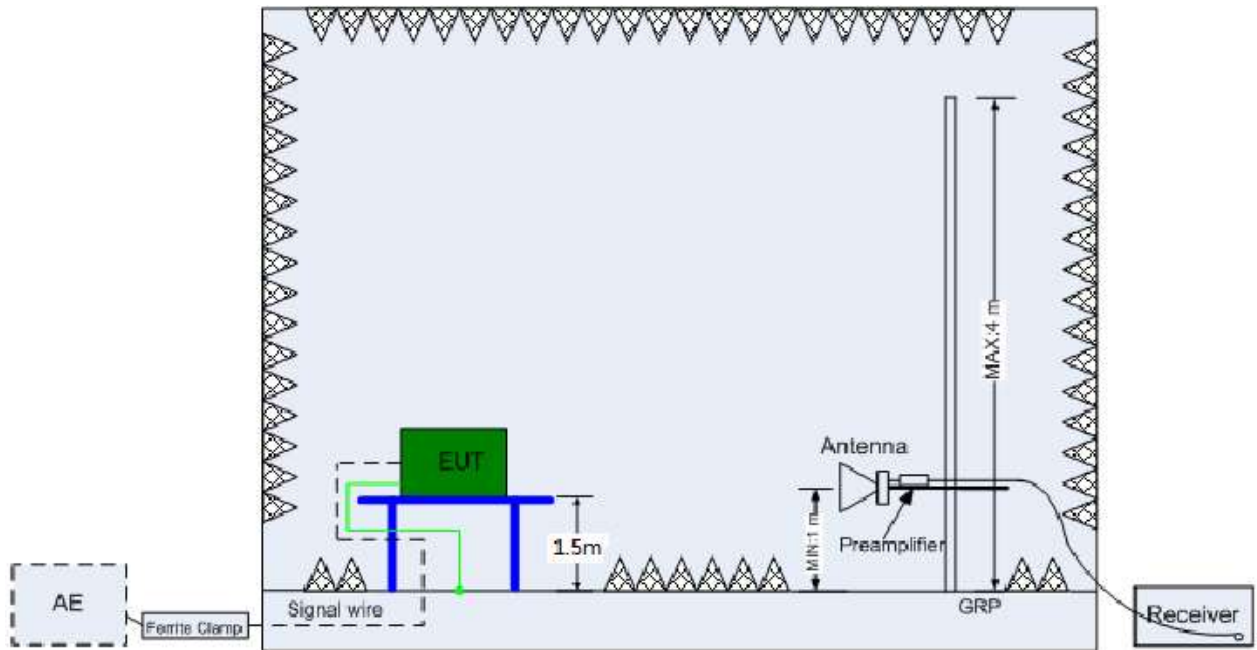 MAX:4 m
EUT
Antenna
1.5m
MIN:1 m
Preamplifier
AE
Ferrite Clamp
Signal wire
GRP
Receiver